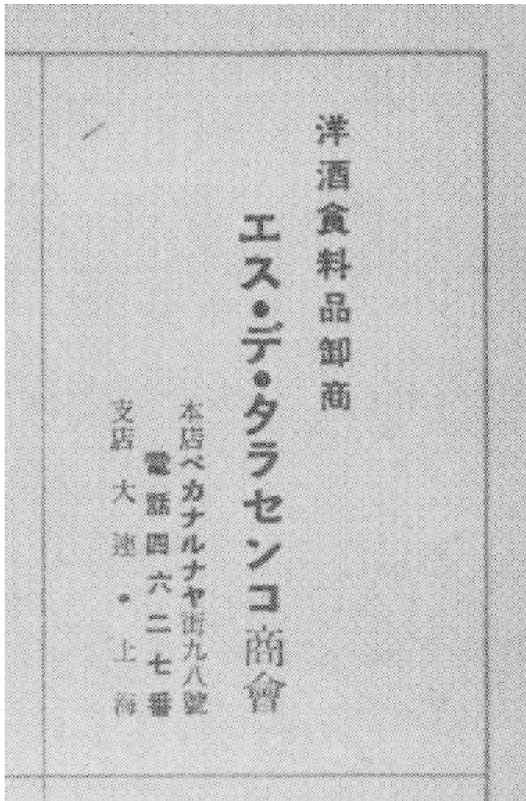 洋酒食料品卸商
エス・デ・タラセンコ商會
本店ペカナルナヤ街九八號
電話四六二七番
支店 大連・上海